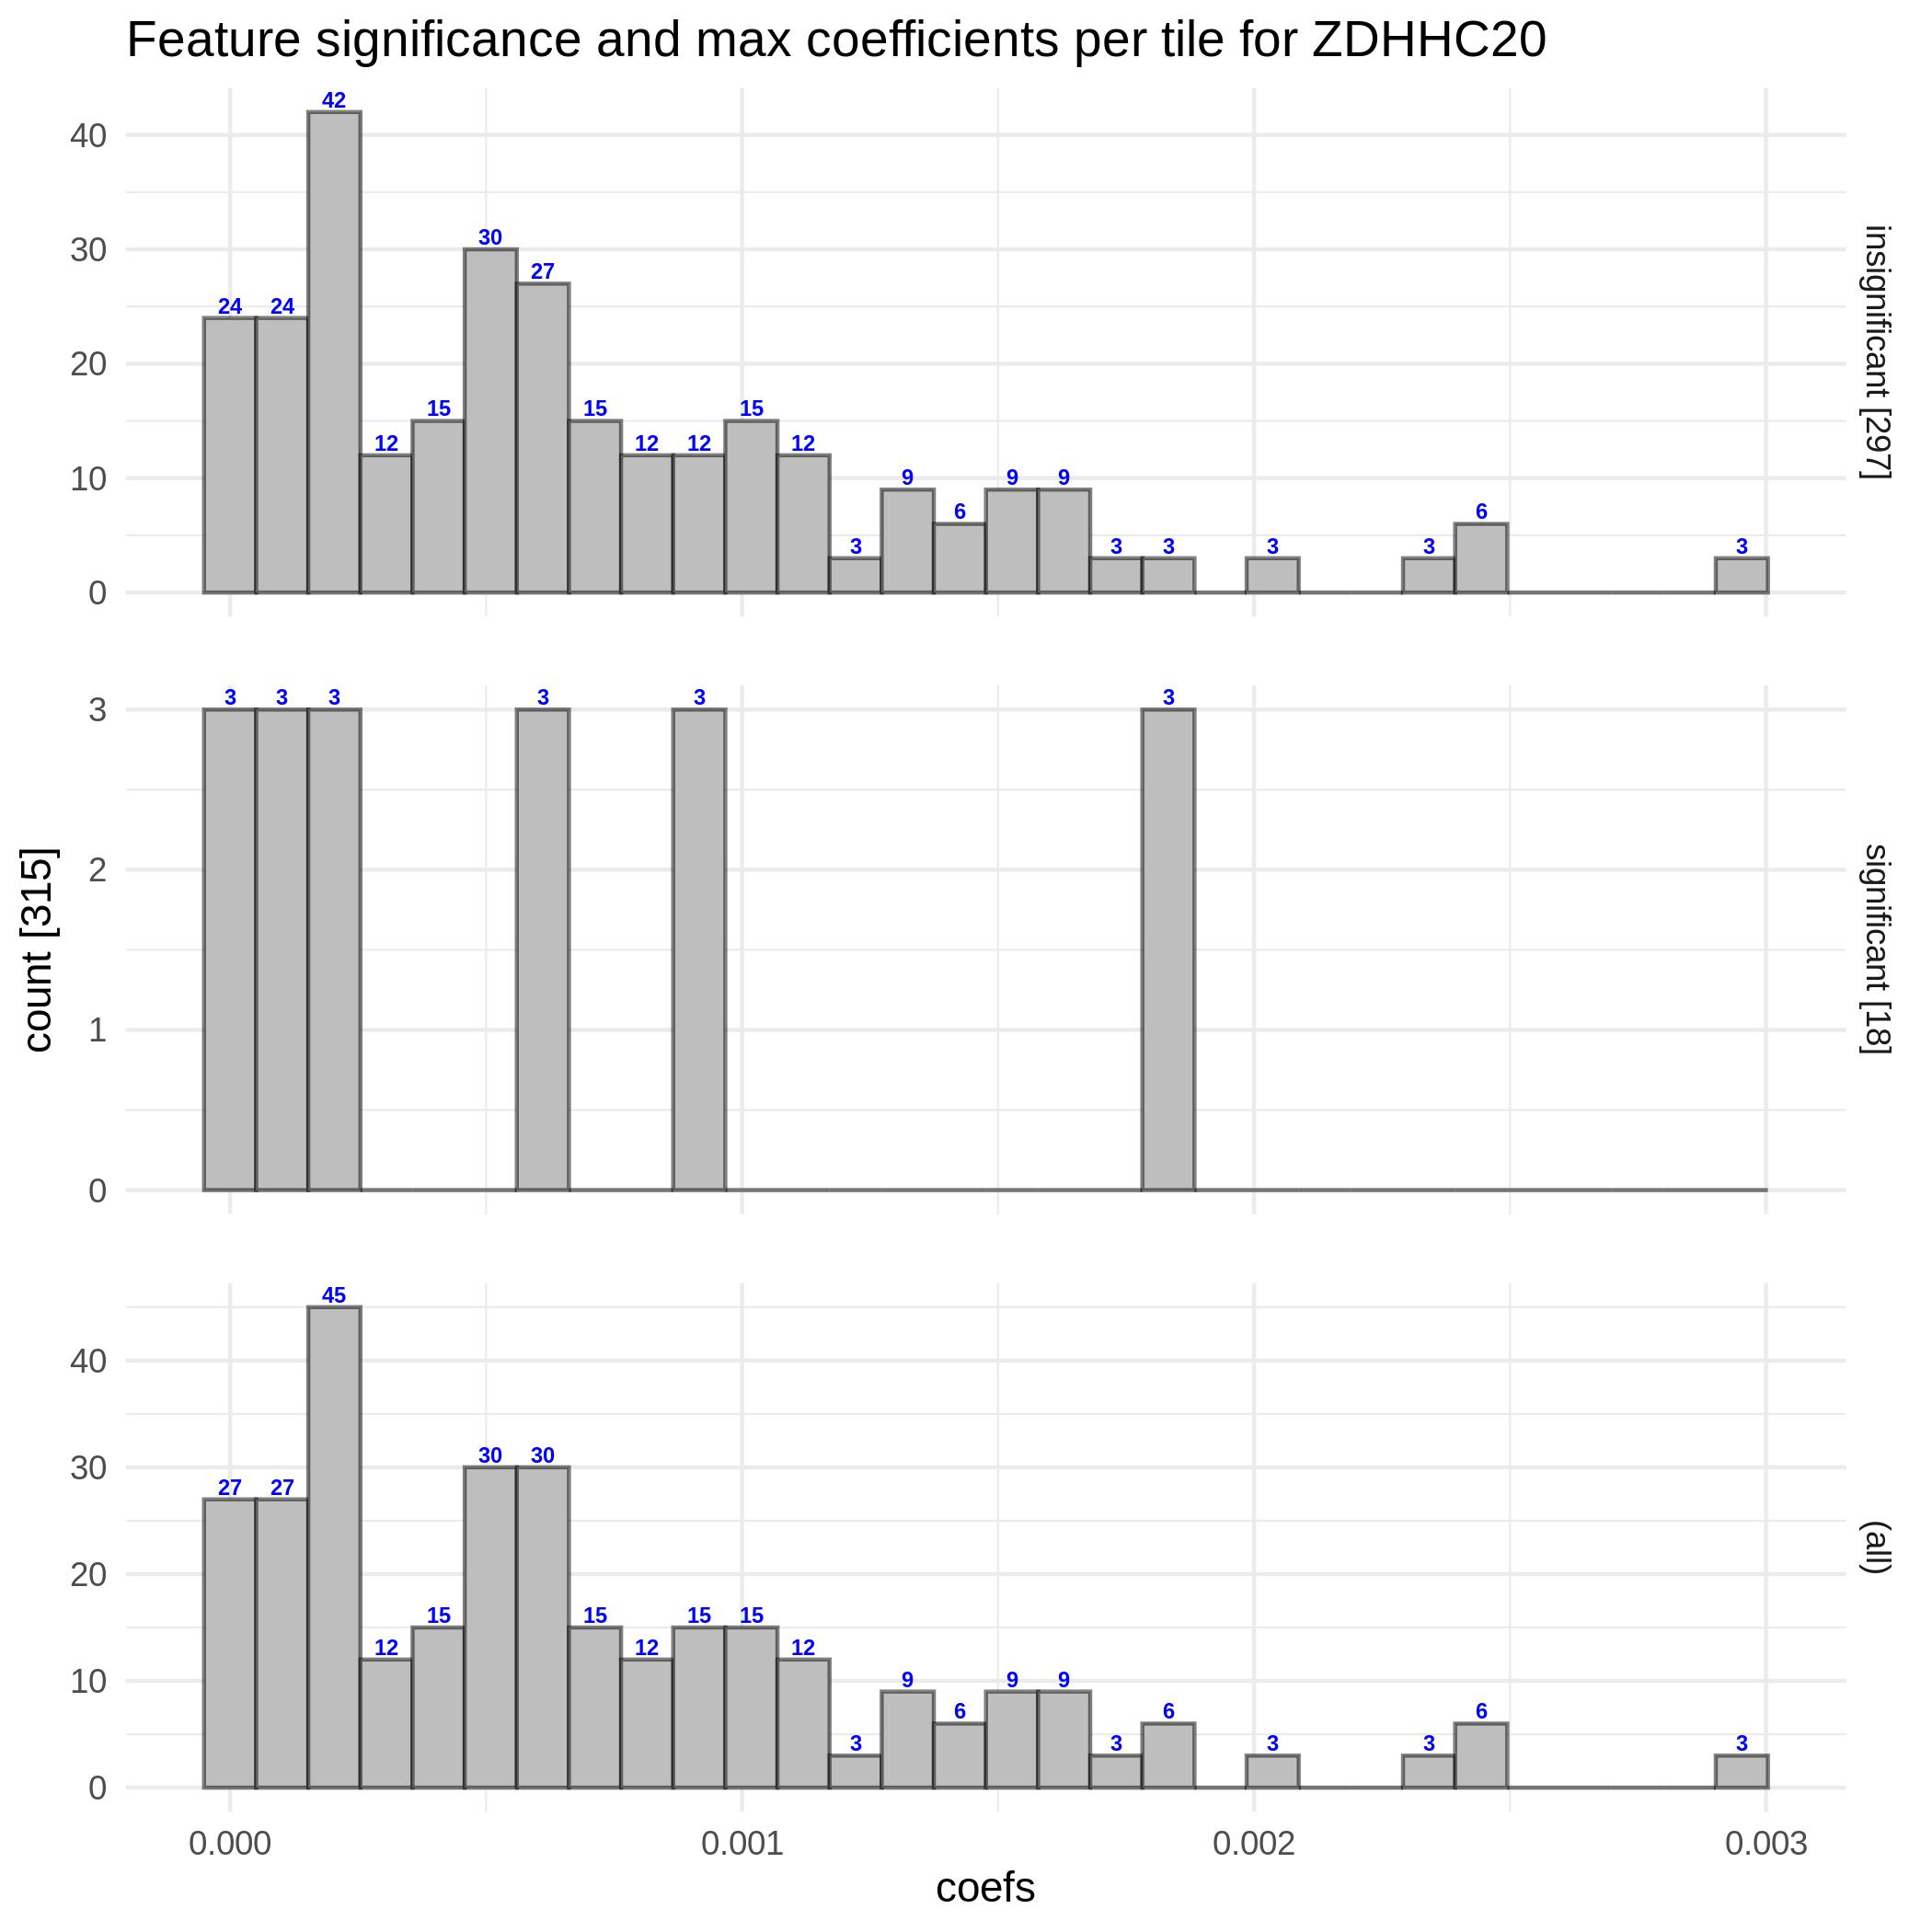 Feature significance and max coefficients per tile for ZDHHC20
count [315]
40
30
20
10
0
42
30
27
24 24
15 15 15
12 12 12 12
9 9 9
6 6
3 3 3 3 3 3
insignificant [297]
3
2
1
0
3 3 3 3 3 3
significant [18]
40
30
20
10
0
45
30 30
27 27
15 15 15 15
12 12 12
9 9 9
6 6 6
3 3 3 3 3
(all)
0.000 0.001 0.002 0.003
coefs